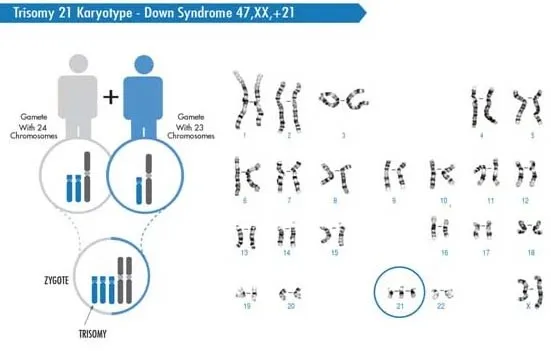 Trisomy 21 Karyotype - Down Syndrome 47,XX,+21
Gamete
With 24
Chromosomes
+
Gamete
With 23
Chromosomes
ZYGOTE
TRISOMY
1 2 3 4 5
6 7 8 9 10 11 12
13 14 15 16 17 18
19 20 21 22 X